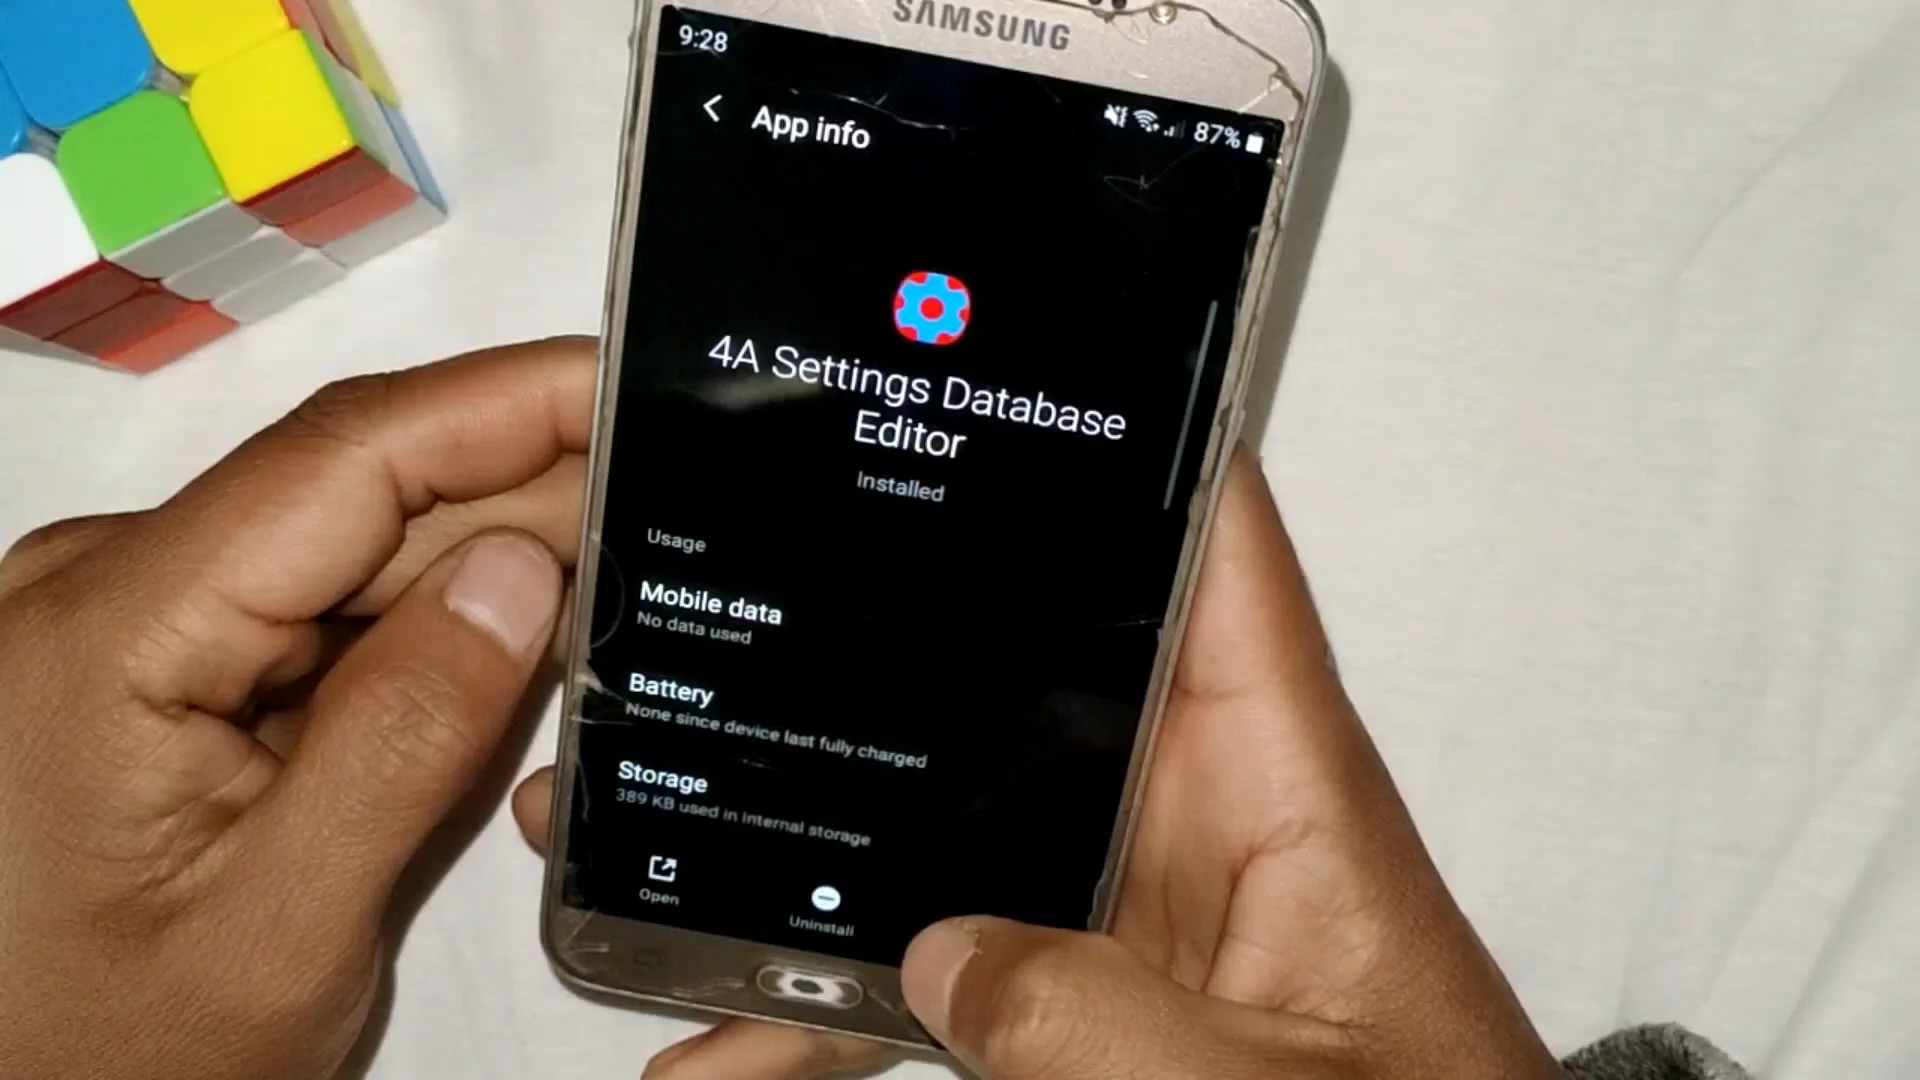 SAMSUNG
9:28
87%
App info
4A Settings Database
Editor
Installed
Usage
Mobile data
No data used
Battery
None since device last fully charged
Storage
389 KB used in Internal storage
Open
Uninstall